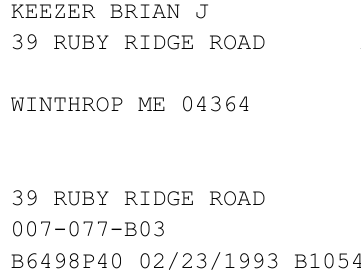 KEEZER BRIAN J
39 RUBY RIDGE ROAD
WINTHROP ME 04364
39 RUBY RIDGE ROAD
007-077-B03
B6498P40 02/23/1993 B1054